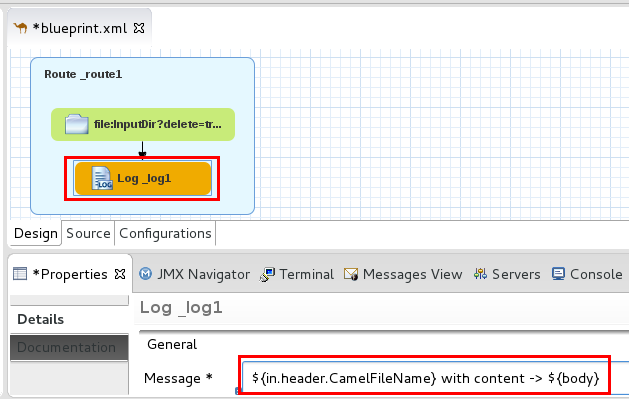 *blueprint.xml
Route _route1
file:InputDir?delete=tr...
LOG
Log _log1
Design Source Configurations
*Properties JMX Navigator Terminal Messages View Servers Console
Log _log1
Details
General
Documentation
Message * ${in.header.CamelFileName} with content -> ${body}